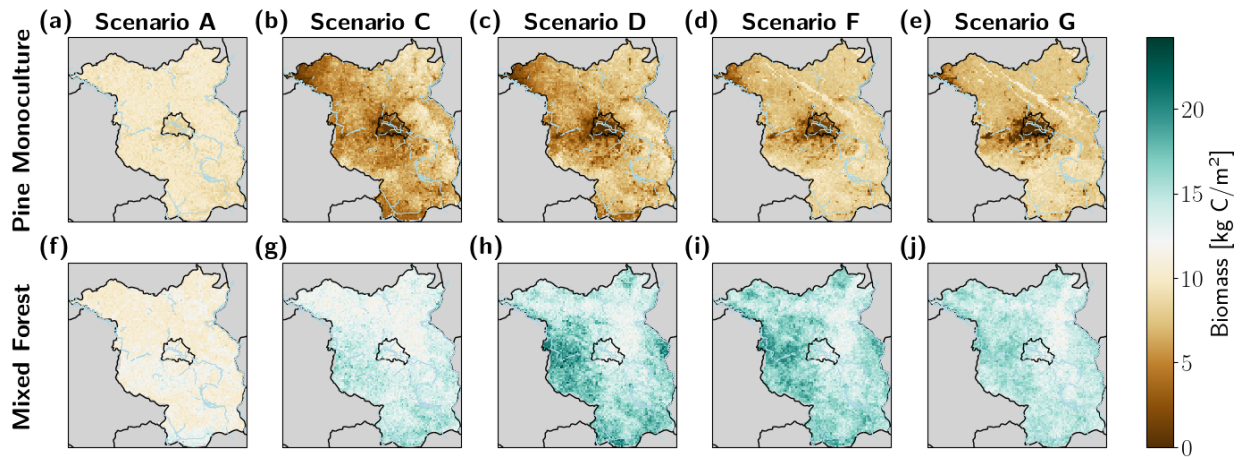 (a) Scenario A (b) Scenario C (c) Scenario D (d) Scenario F (e) Scenario G
Pine Monoculture
(f) (g) (h) (i) (j)
Mixed Forest
20
15
10
5
0
Biomass [kg C/m²]